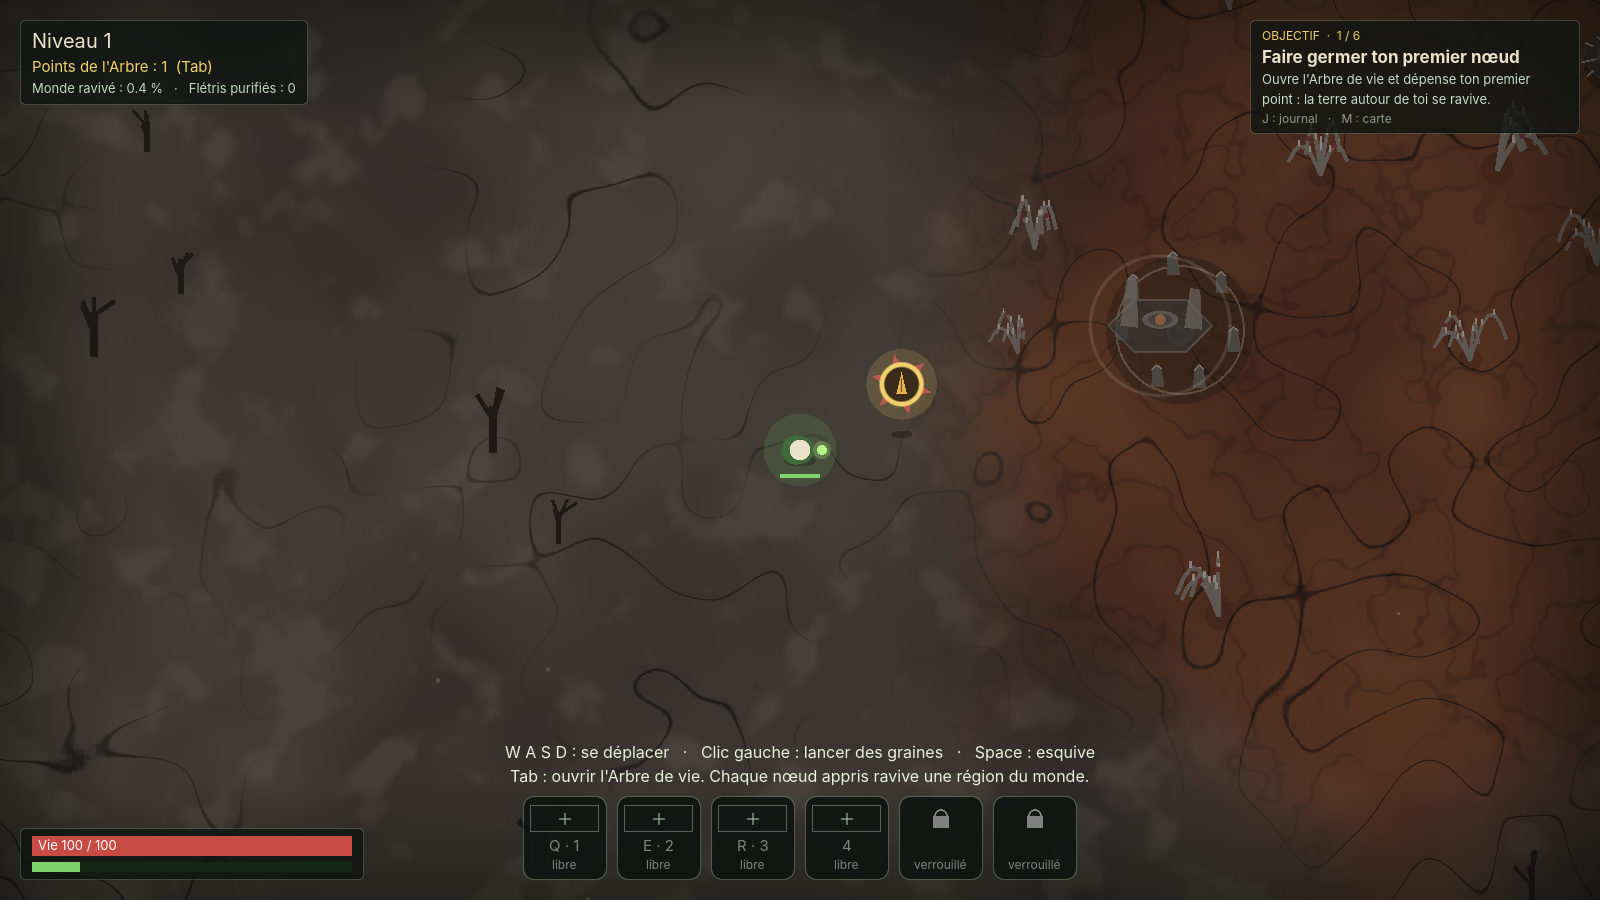 Niveau 1
Points de l'Arbre : 1 (Tab)
Monde ravivé : 0.4 % · Flétris purifiés : 0
OBJECTIF · 1 / 6
Faire germer ton premier nœud
Ouvre l'Arbre de vie et dépense ton premier
point : la terre autour de toi se ravive.
J : journal · M : carte
W A S D : se déplacer · Clic gauche : lancer des graines · Space : esquive
Tab : ouvrir l'Arbre de vie. Chaque nœud appris ravive une région du monde.
Vie 100 / 100
Q · 1
libre
E · 2
libre
R · 3
libre
4
libre
verrouillé
verrouillé